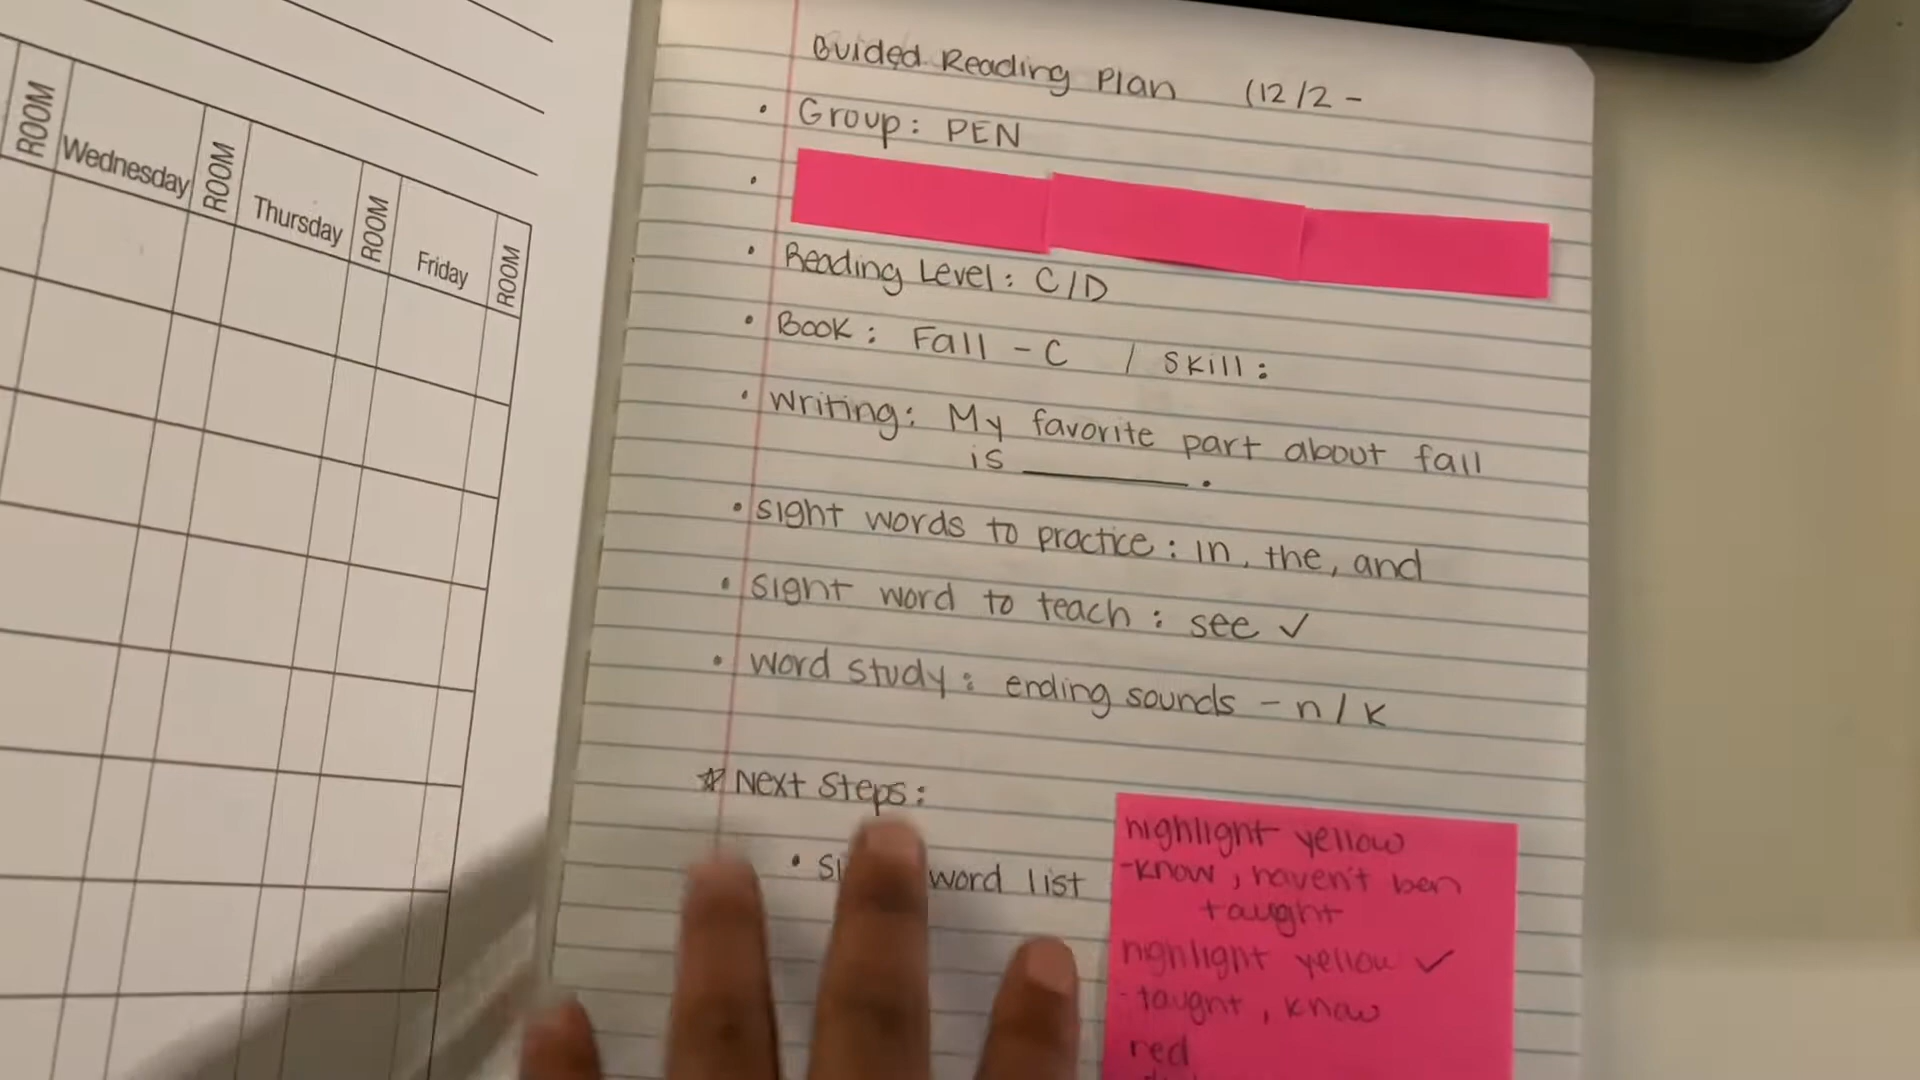 ROOM Wednesday ROOM Thursday ROOM Friday ROOM
Guided Reading Plan (12/2 -
• Group: PEN
•
• Reading Level: C/D
• Book: Fall - C / Skill:
• Writing: My favorite part about fall
is ________.
• sight words to practice: in, the, and
• sight word to teach: see ✓
• word study: ending sounds - n/k
☆ Next Steps:
• word list
highlight yellow
-know, haven't ben
taught
highlight yellow ✓
-taught, know
red